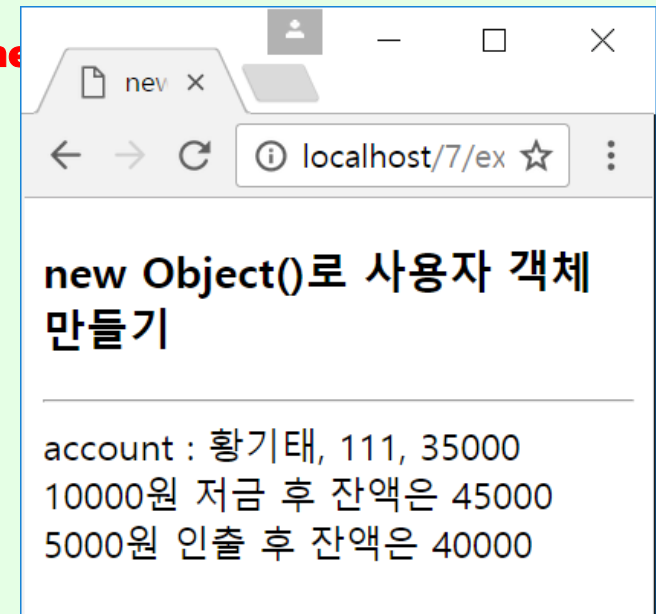 new
localhost/7/ex
new Object()로 사용자 객체
만들기
account : 황기태, 111, 35000
10000원 저금 후 잔액은 45000
5000원 인출 후 잔액은 40000